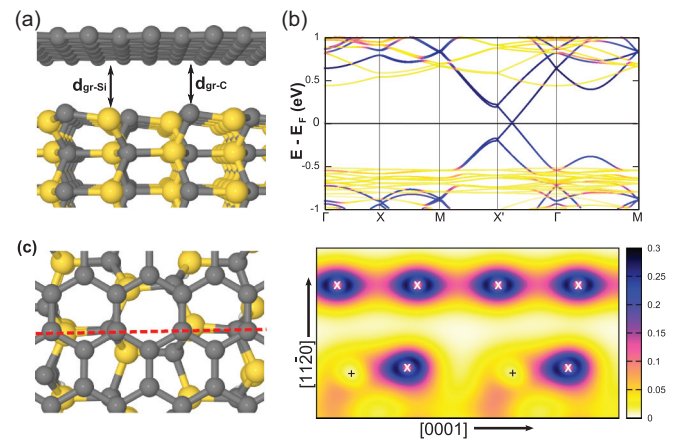 (a)
d_gr-Si
d_gr-C
(b)
E - E_F (eV)
1
0.5
0
-0.5
-1
Γ X M X' Γ M
(c)
x x x x
+ x + x
[112̄0]
[0001]
0.3
0.25
0.2
0.15
0.1
0.05
0